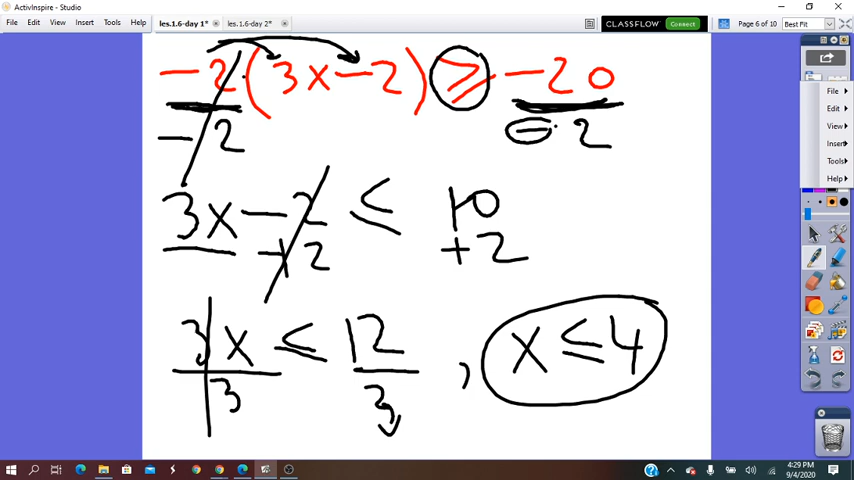 ActivInspire - Studio
File Edit View Insert Tools Help les.1.6-day 1* les.1.6-day 2* CLASSFLOW Connect Page 6 of 10 Best Fit
-2(3x-2) ≥ -20
-2 -2
3x-2 ≤ 10
+2 +2
3x ≤ 12 , x ≤ 4
3 3
File
Edit
View
Insert
Tools
Help
4:29 PM
9/4/2020